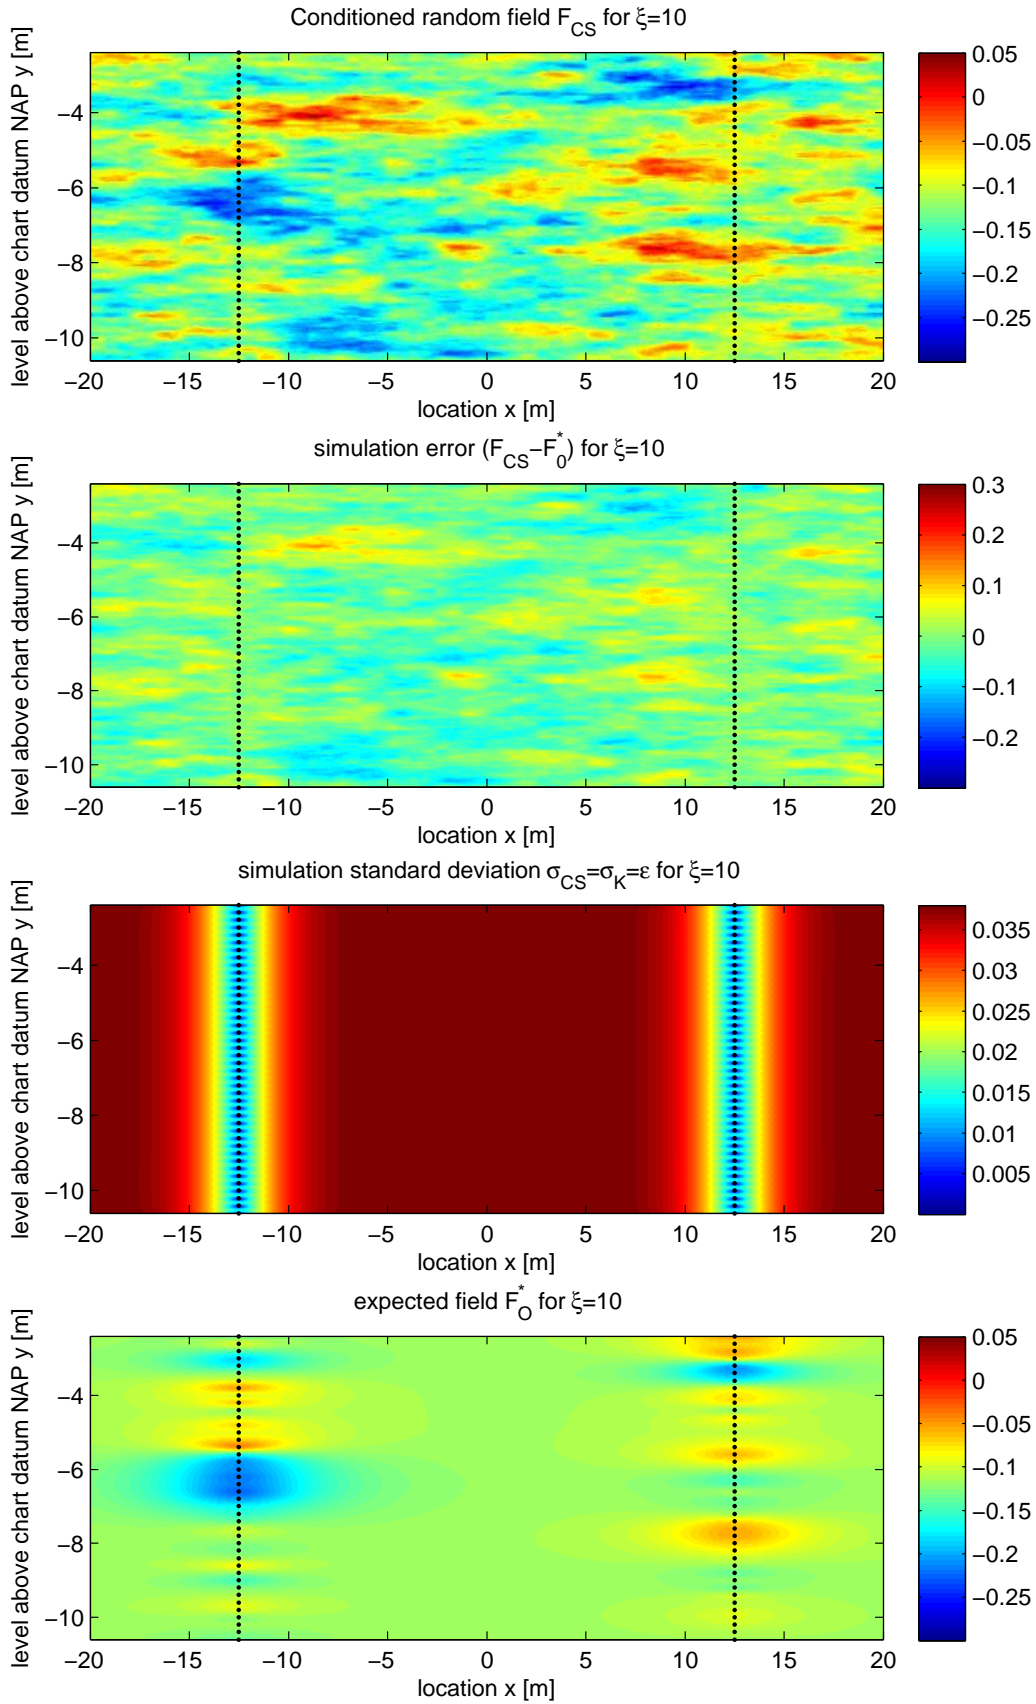 Conditioned random field F_CS for ξ=10
level above chart datum NAP y [m]
−4
−6
−8
−10
−20 −15 −10 −5 0 5 10 15 20
location x [m]
0.05
0
−0.05
−0.1
−0.15
−0.2
−0.25
simulation error (F_CS−F_0^*) for ξ=10
level above chart datum NAP y [m]
−4
−6
−8
−10
−20 −15 −10 −5 0 5 10 15 20
location x [m]
0.3
0.2
0.1
0
−0.1
−0.2
simulation standard deviation σ_CS=σ_K=ε for ξ=10
level above chart datum NAP y [m]
−4
−6
−8
−10
−20 −15 −10 −5 0 5 10 15 20
location x [m]
0.035
0.03
0.025
0.02
0.015
0.01
0.005
expected field F_O^* for ξ=10
level above chart datum NAP y [m]
−4
−6
−8
−10
−20 −15 −10 −5 0 5 10 15 20
location x [m]
0.05
0
−0.05
−0.1
−0.15
−0.2
−0.25